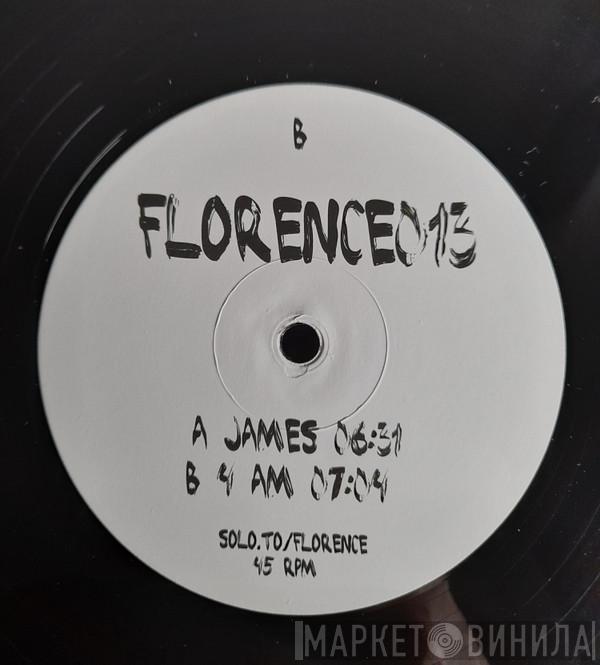 B
FLORENCE013
A JAMES 06:31
B 4 AM 07:04
SOLO.TO/FLORENCE
45 RPM
МАРКЕТ ВИНИЛА